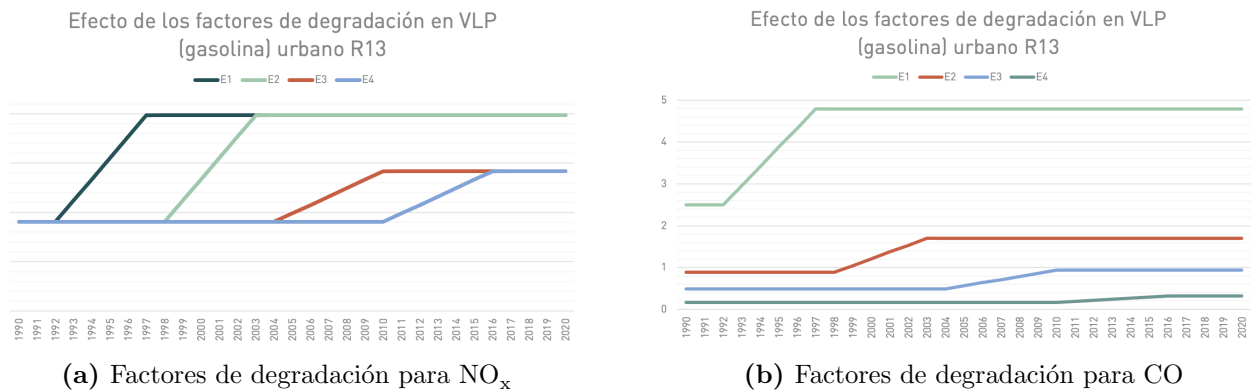 Efecto de los factores de degradación en VLP
(gasolina) urbano R13
E1 E2 E3 E4
1990 1991 1992 1993 1994 1995 1996 1997 1998 1999 2000 2001 2002 2003 2004 2005 2006 2007 2008 2009 2010 2011 2012 2013 2014 2015 2016 2017 2018 2019 2020
(a) Factores de degradación para NOx
Efecto de los factores de degradación en VLP
(gasolina) urbano R13
E1 E2 E3 E4
5
4
3
2
1
0
1990 1991 1992 1993 1994 1995 1996 1997 1998 1999 2000 2001 2002 2003 2004 2005 2006 2007 2008 2009 2010 2011 2012 2013 2014 2015 2016 2017 2018 2019 2020
(b) Factores de degradación para CO